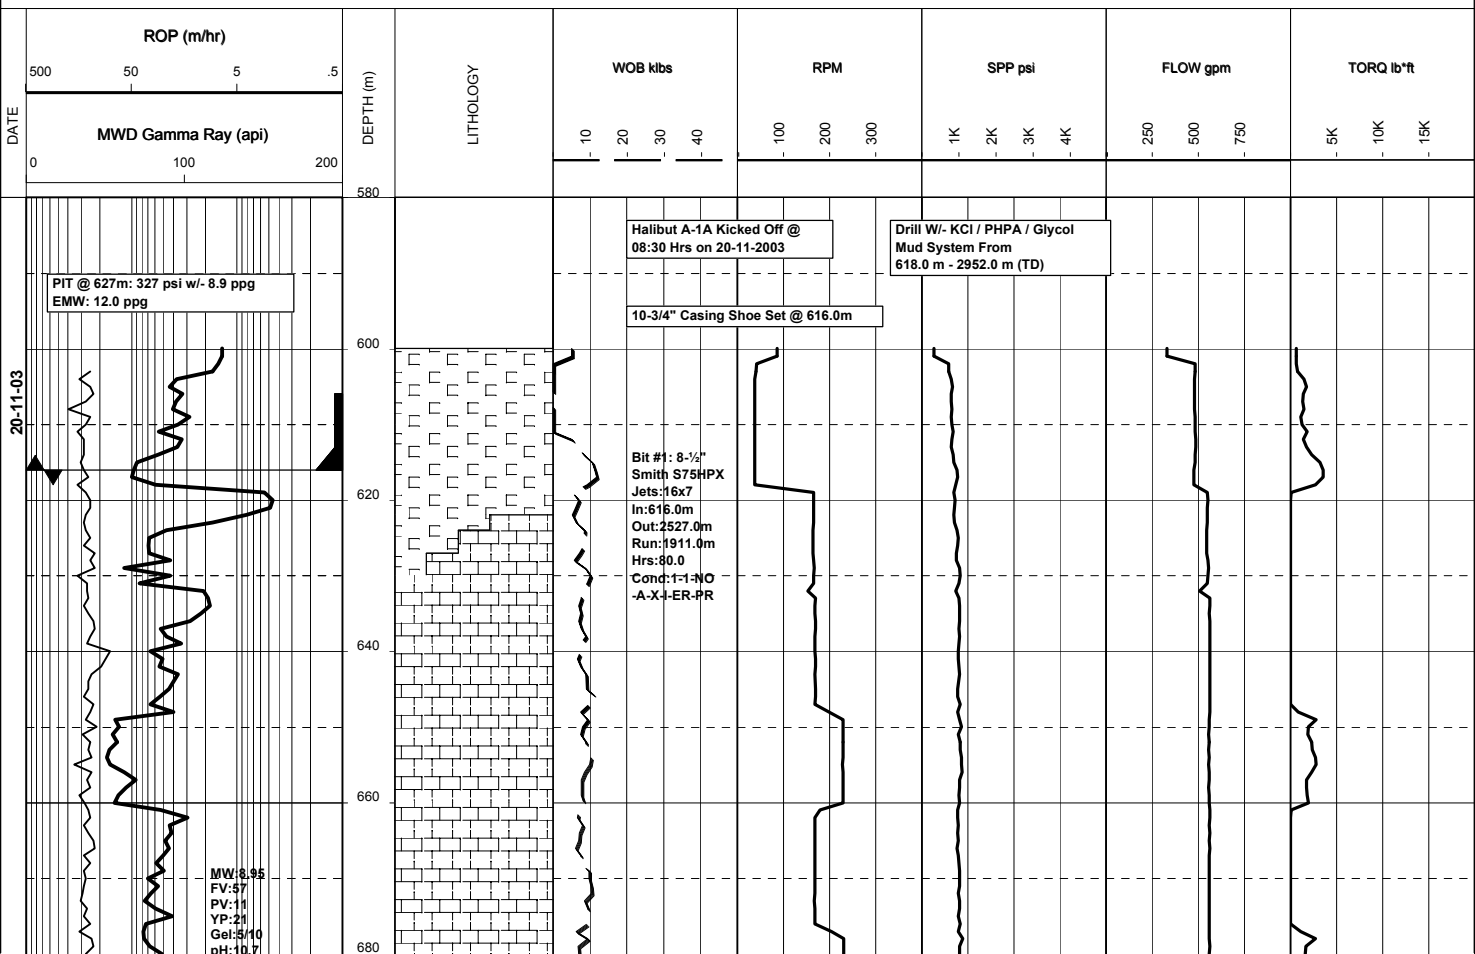 ROP (m/hr)
500 50 5 .5
MWD Gamma Ray (api)
0 100 200
DATE
DEPTH (m)
LITHOLOGY
WOB klbs
10 20 30 40
RPM
100 200 300
SPP psi
1K 2K 3K 4K
FLOW gpm
250 500 750
TORQ lb*ft
5K 10K 15K
580
Halibut A-1A Kicked Off @
08:30 Hrs on 20-11-2003
Drill W/- KCl / PHPA / Glycol
Mud System From
618.0 m - 2952.0 m (TD)
PIT @ 627m: 327 psi w/- 8.9 ppg
EMW: 12.0 ppg
10-3/4" Casing Shoe Set @ 616.0m
600
20-11-03
Bit #1: 8-½"
Smith S75HPX
Jets:16x7
In:616.0m
Out:2527.0m
Run:1911.0m
Hrs:80.0
Cond:1-1-NO
-A-X-I-ER-PR
620
640
660
MW:8.95
FV:57
PV:11
YP:21
Gel:5/10
pH:10.7
680